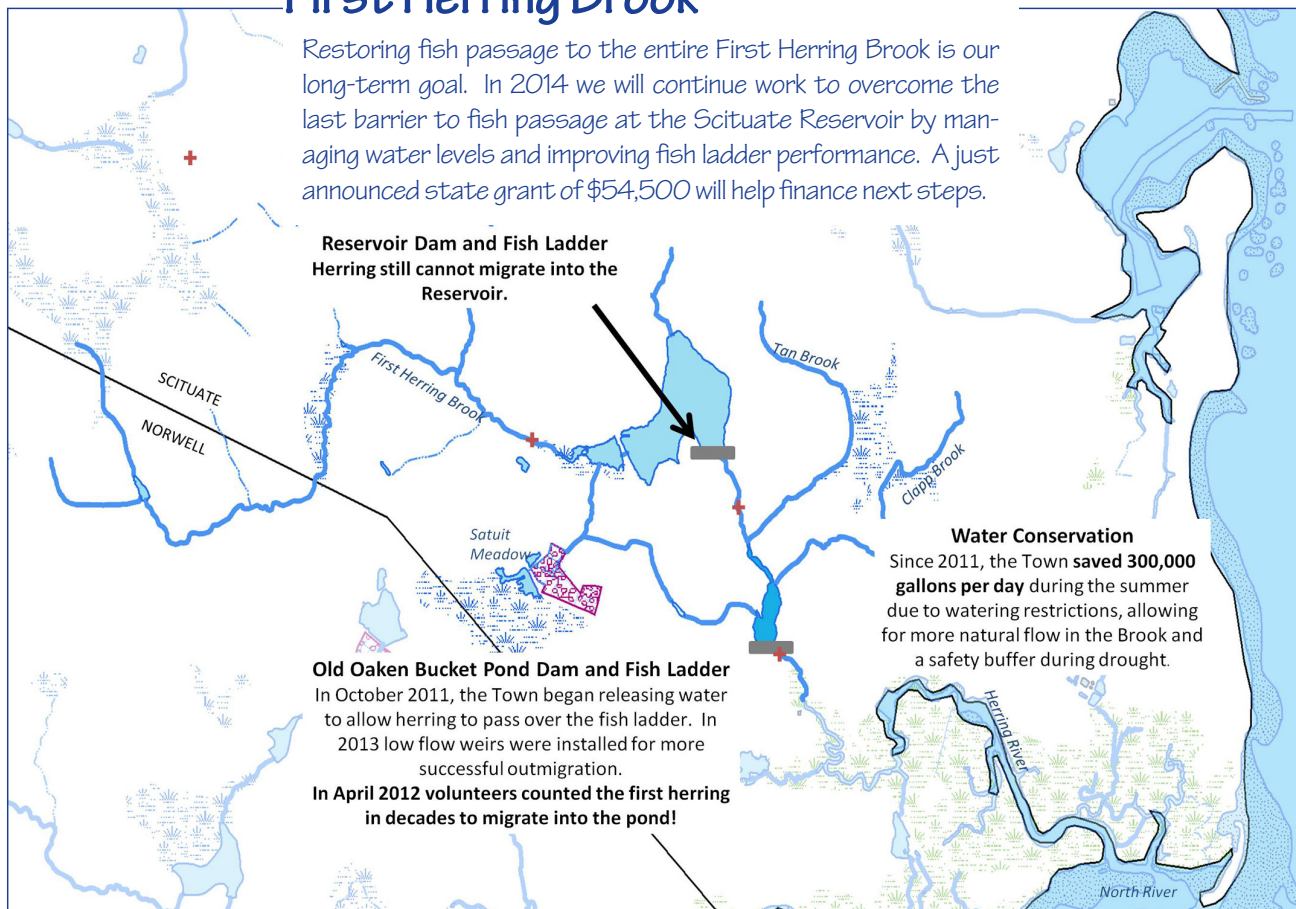 First Herring Brook
Restoring fish passage to the entire First Herring Brook is our
long-term goal. In 2014 we will continue work to overcome the
last barrier to fish passage at the Scituate Reservoir by man-
aging water levels and improving fish ladder performance. A just
announced state grant of $54,500 will help finance next steps.
Reservoir Dam and Fish Ladder
Herring still cannot migrate into the
Reservoir.
First Herring Brook
Tan Brook
SCITUATE
NORWELL
Clapp Brook
Satuit
Meadow
Water Conservation
Since 2011, the Town saved 300,000
gallons per day during the summer
due to watering restrictions, allowing
for more natural flow in the Brook and
a safety buffer during drought.
Old Oaken Bucket Pond Dam and Fish Ladder
In October 2011, the Town began releasing water
to allow herring to pass over the fish ladder. In
2013 low flow weirs were installed for more
successful outmigration.
In April 2012 volunteers counted the first herring
in decades to migrate into the pond!
Herring River
North River